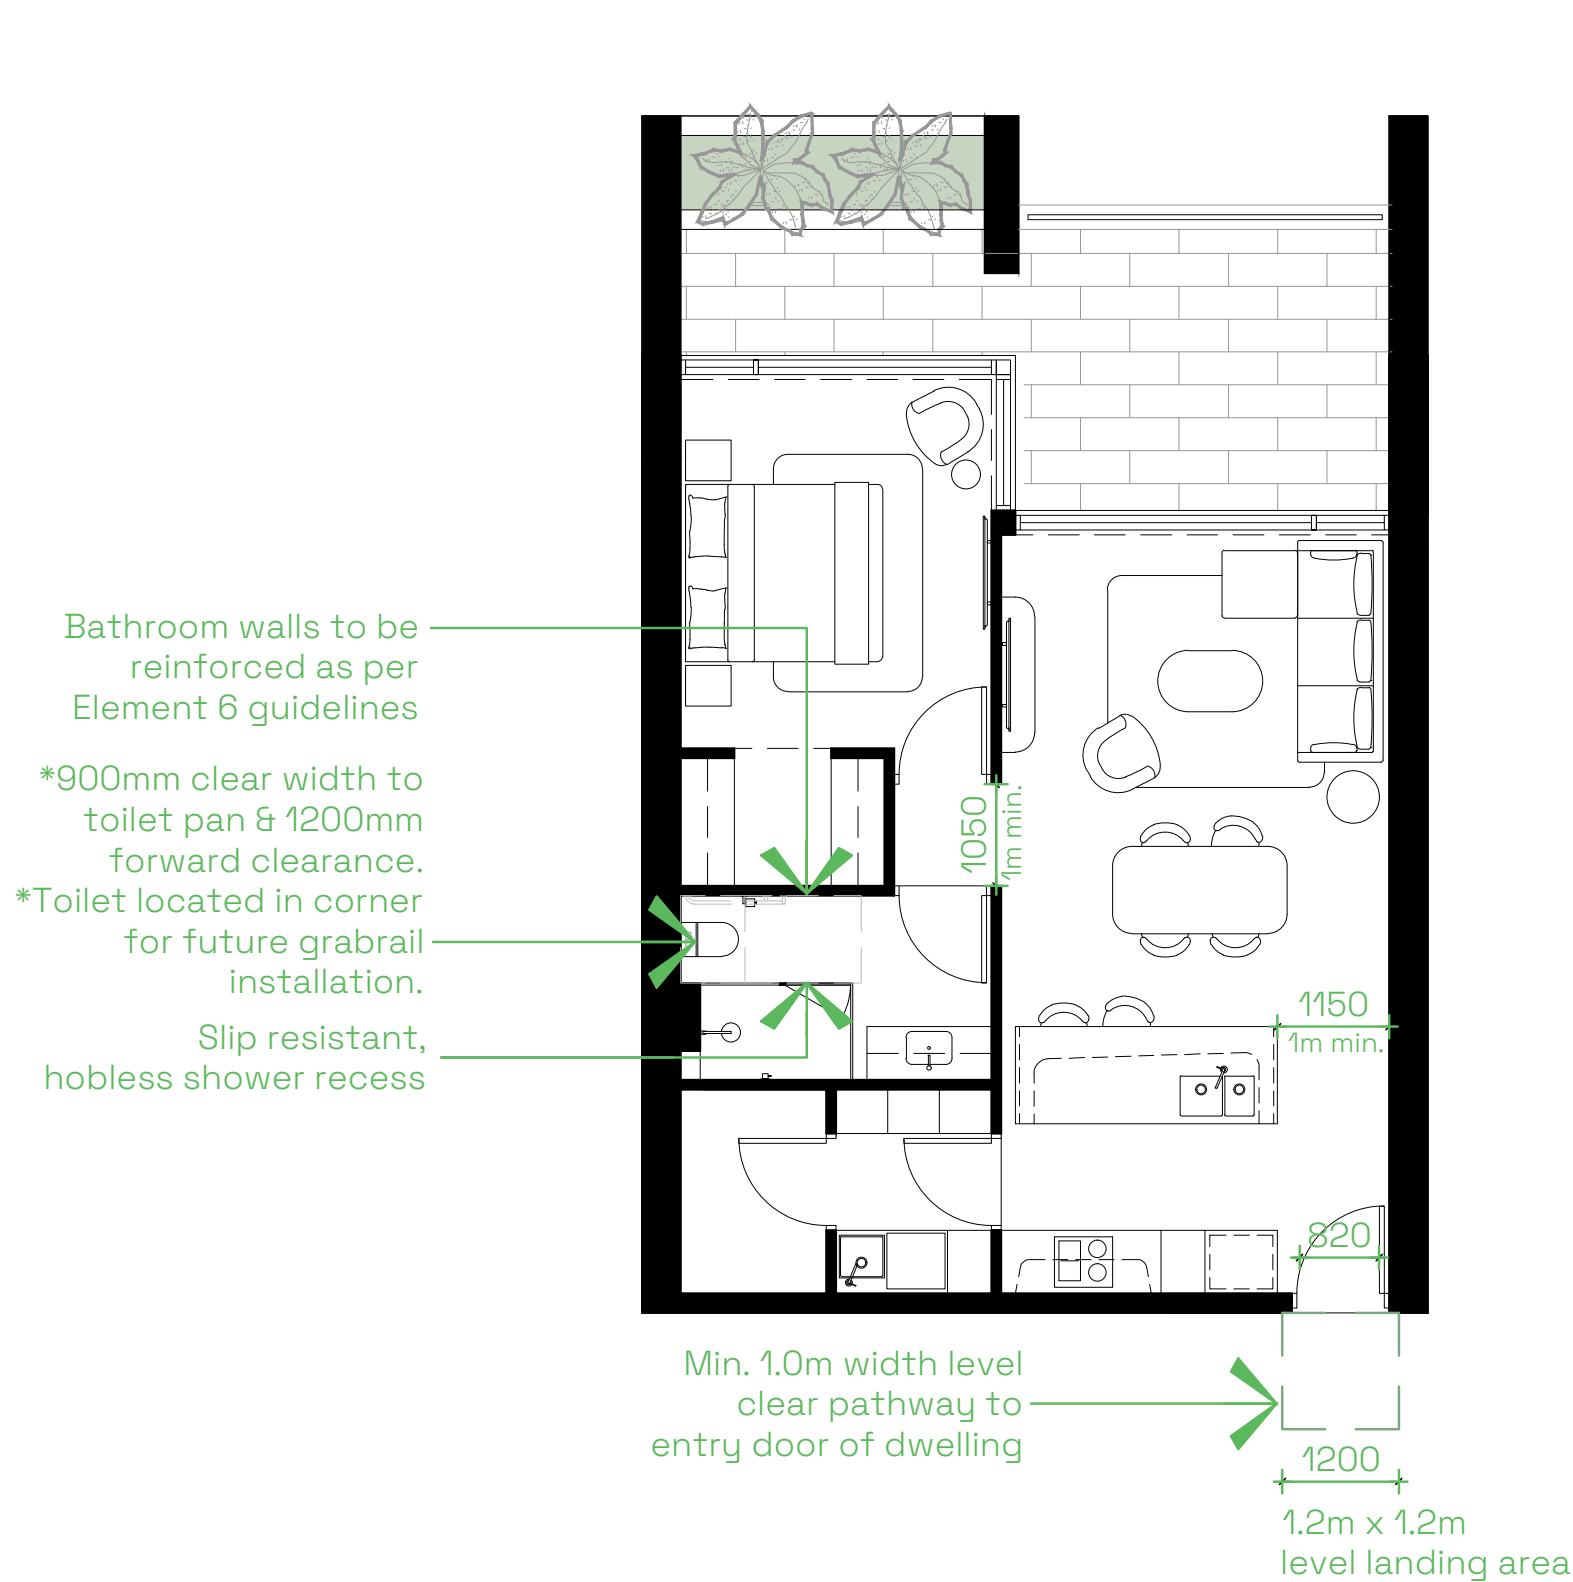 Bathroom walls to be
reinforced as per
Element 6 guidelines
*900mm clear width to
toilet pan & 1200mm
forward clearance.
*Toilet located in corner
for future grabrail
installation.
Slip resistant,
hobless shower recess
1050
1m min.
1150
1m min.
820
Min. 1.0m width level
clear pathway to
entry door of dwelling
1200
1.2m x 1.2m
level landing area